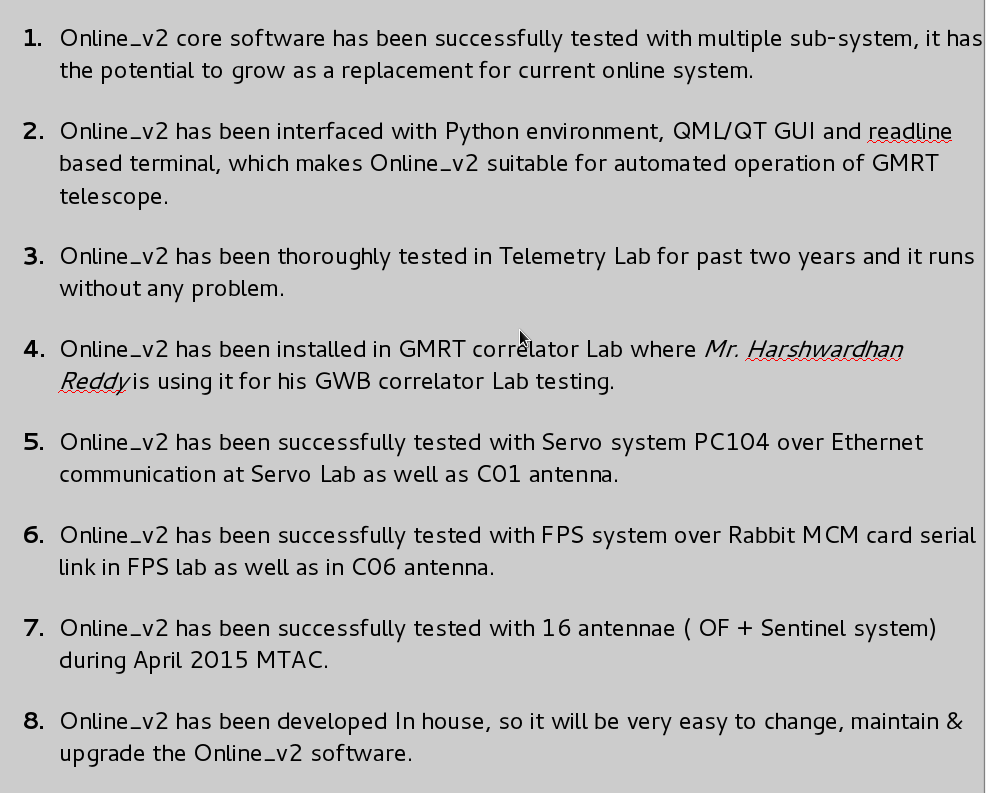 1. Online_v2 core software has been successfully tested with multiple sub-system, it has
the potential to grow as a replacement for current online system.
2. Online_v2 has been interfaced with Python environment, QML/QT GUI and readline
based terminal, which makes Online_v2 suitable for automated operation of GMRT
telescope.
3. Online_v2 has been thoroughly tested in Telemetry Lab for past two years and it runs
without any problem.
4. Online_v2 has been installed in GMRT correlator Lab where Mr. Harshwardhan
Reddy is using it for his GWB correlator Lab testing.
5. Online_v2 has been successfully tested with Servo system PC104 over Ethernet
communication at Servo Lab as well as C01 antenna.
6. Online_v2 has been successfully tested with FPS system over Rabbit MCM card serial
link in FPS lab as well as in C06 antenna.
7. Online_v2 has been successfully tested with 16 antennae ( OF + Sentinel system)
during April 2015 MTAC.
8. Online_v2 has been developed In house, so it will be very easy to change, maintain &
upgrade the Online_v2 software.